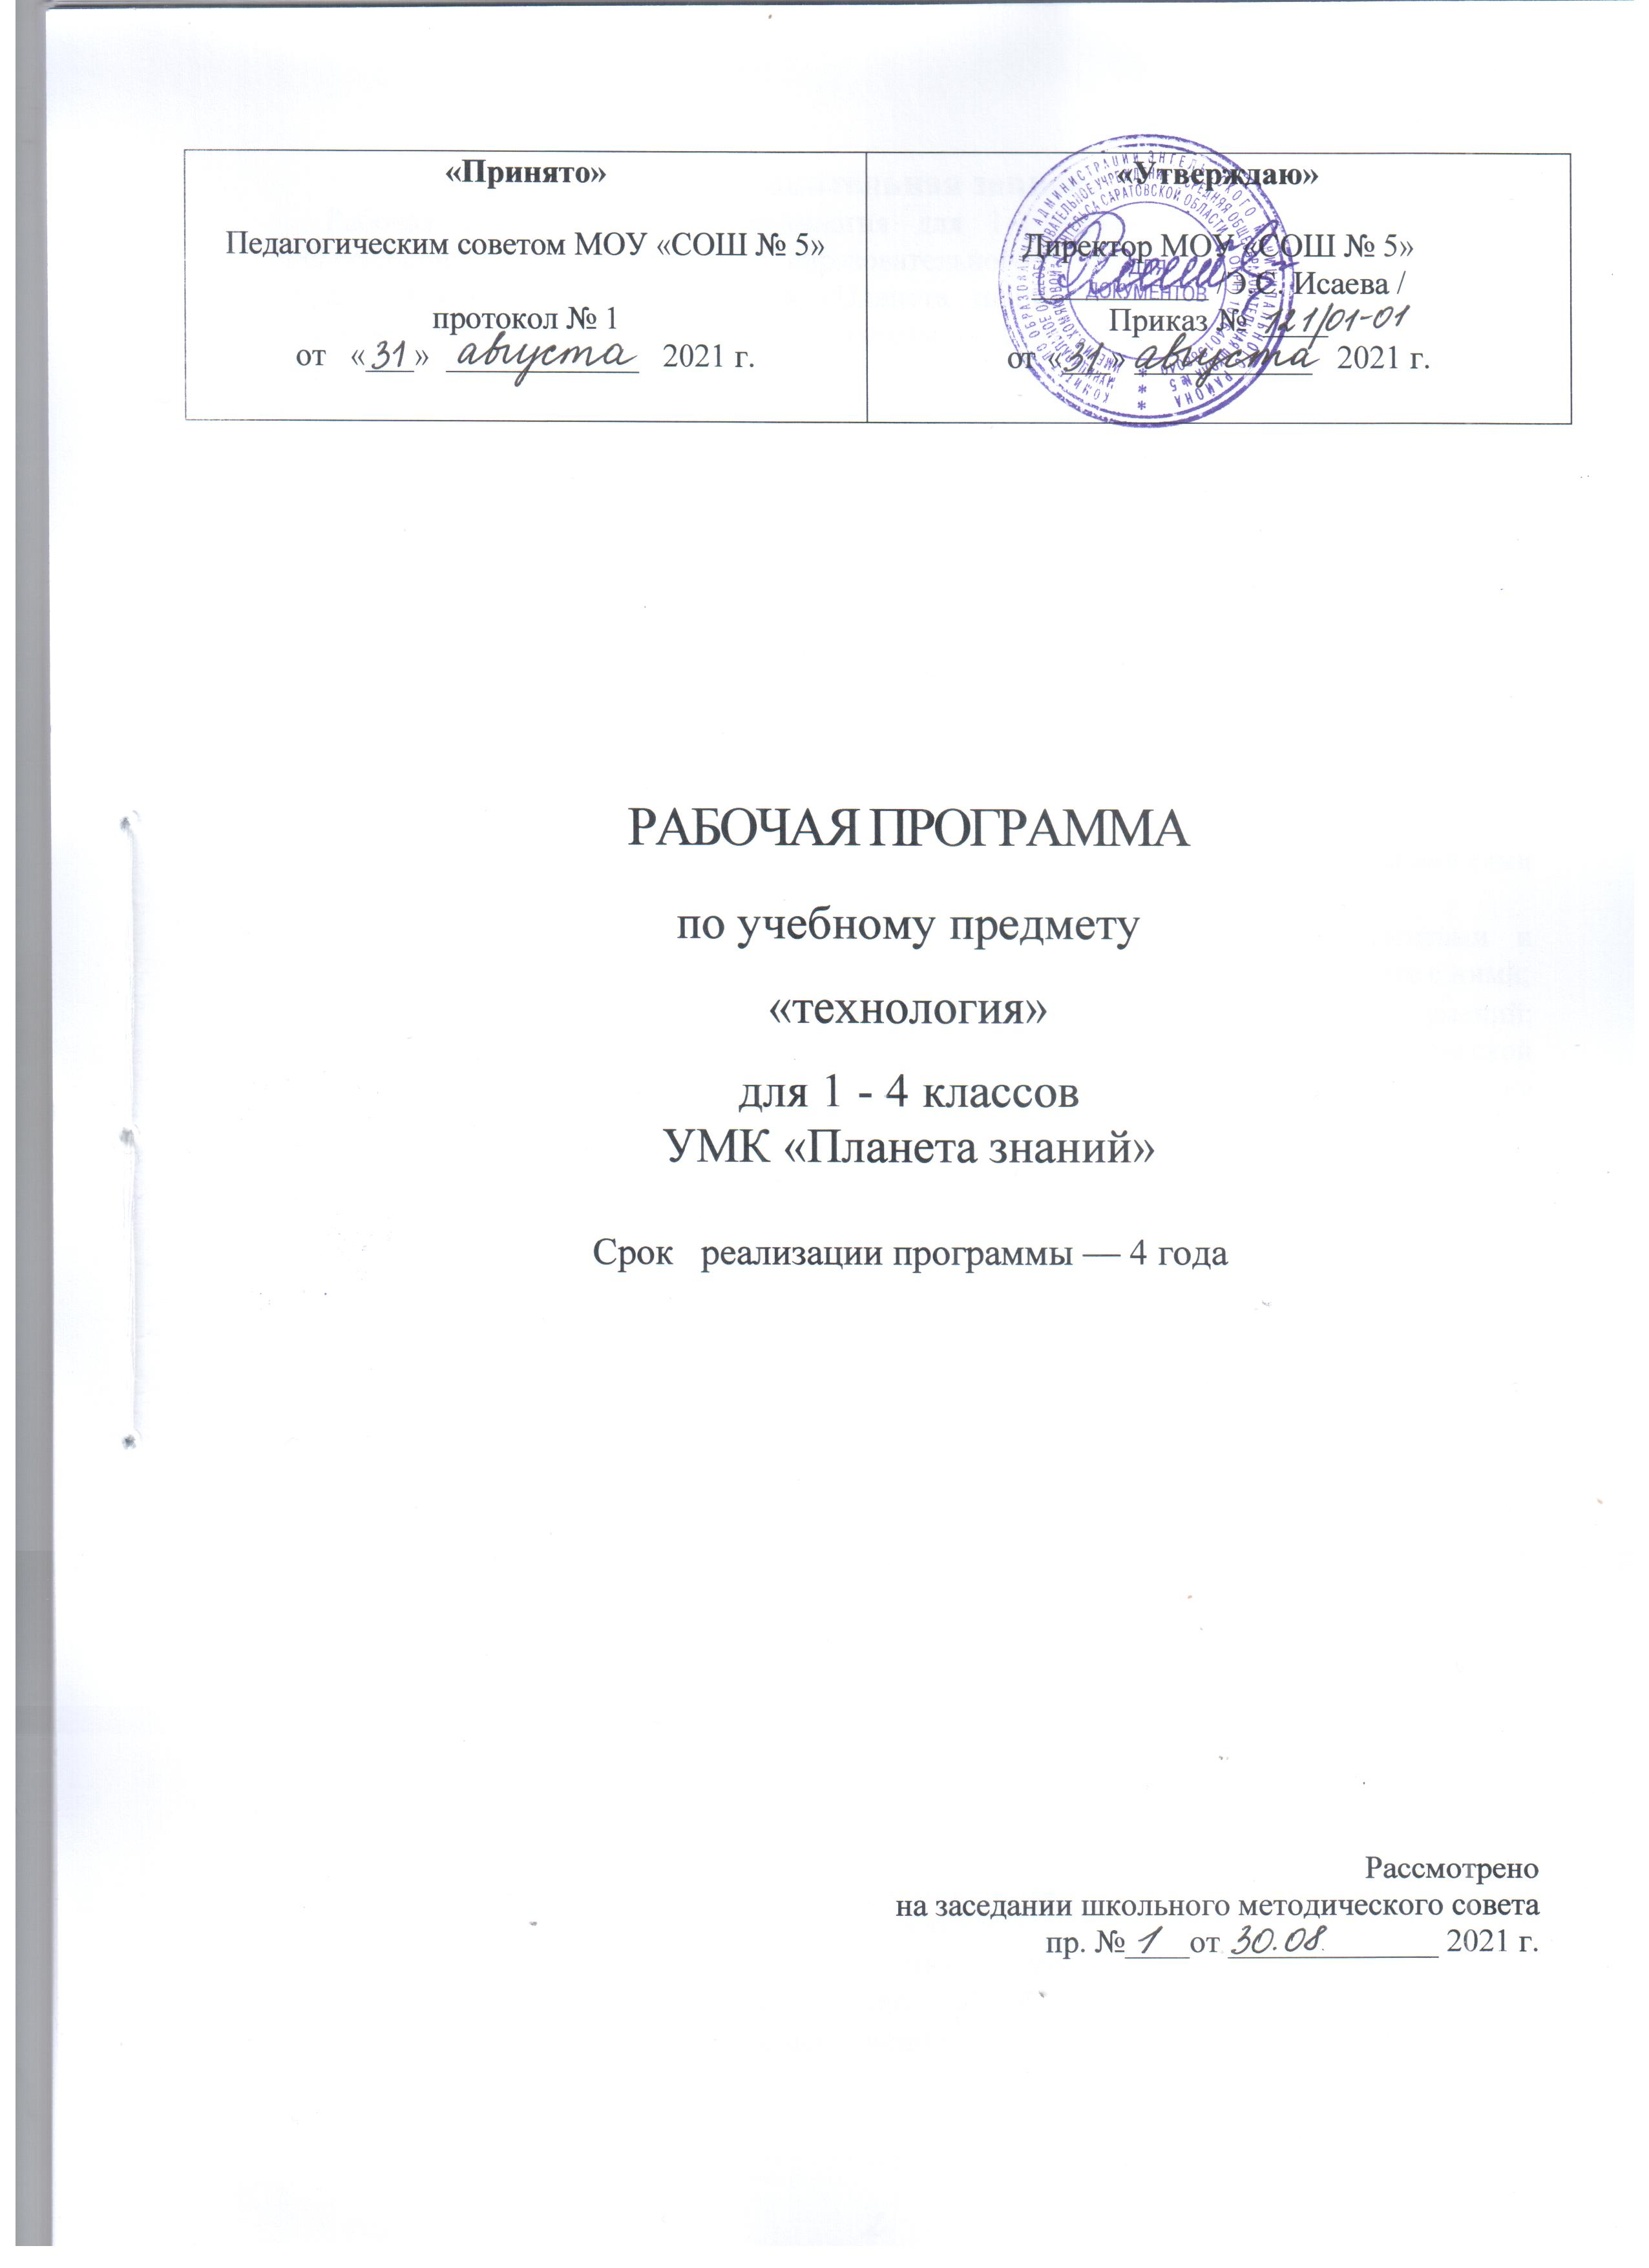 «Принято»
Педагогическим советом МОУ «СОШ № 5»
протокол № 1
от «31» августа 2021 г.
«Утверждаю»
Директор МОУ «СОШ № 5»
/Э.С. Исаева /
Приказ № 121/01-01
от «31» августа 2021 г.
ДЛЯ
ДОКУМЕНТОВ
РАБОЧАЯ ПРОГРАММА
по учебному предмету
«технология»
для 1 - 4 классов
УМК «Планета знаний»
Срок реализации программы — 4 года
Рассмотрено
на заседании школьного методического совета
пр. № 1 от 30.08. 2021 г.